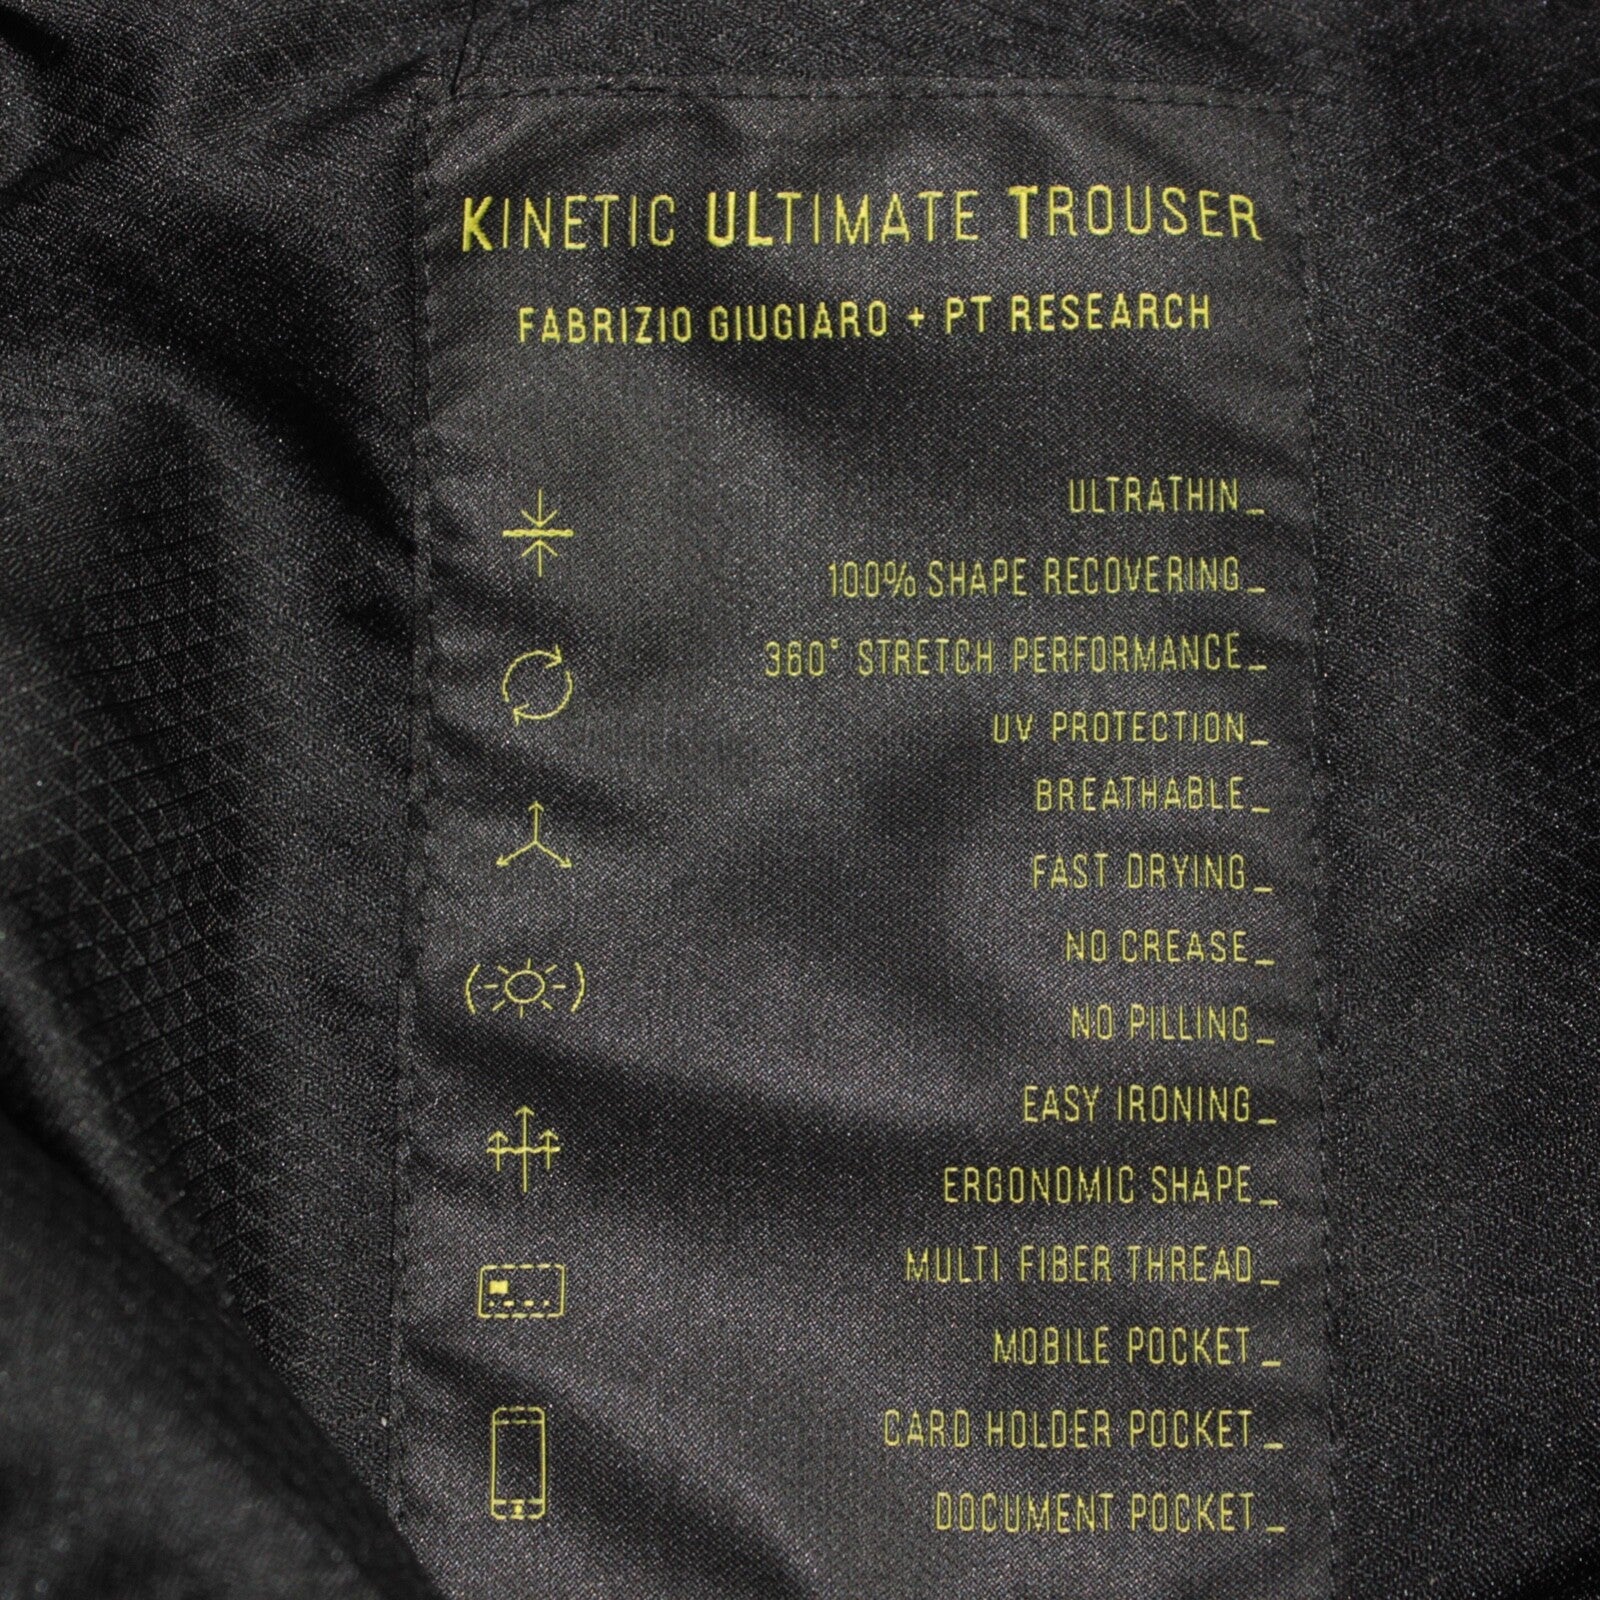 KINETIC ULTIMATE TROUSER
FABRIZIO GIUGIARO + PT RESEARCH
ULTRATHIN_
100% SHAPE RECOVERING_
360° STRETCH PERFORMANCE_
UV PROTECTION_
BREATHABLE_
FAST DRYING_
NO CREASE_
NO PILLING_
EASY IRONING_
ERGONOMIC SHAPE_
MULTI FIBER THREAD_
MOBILE POCKET_
CARD HOLDER POCKET_
DOCUMENT POCKET_